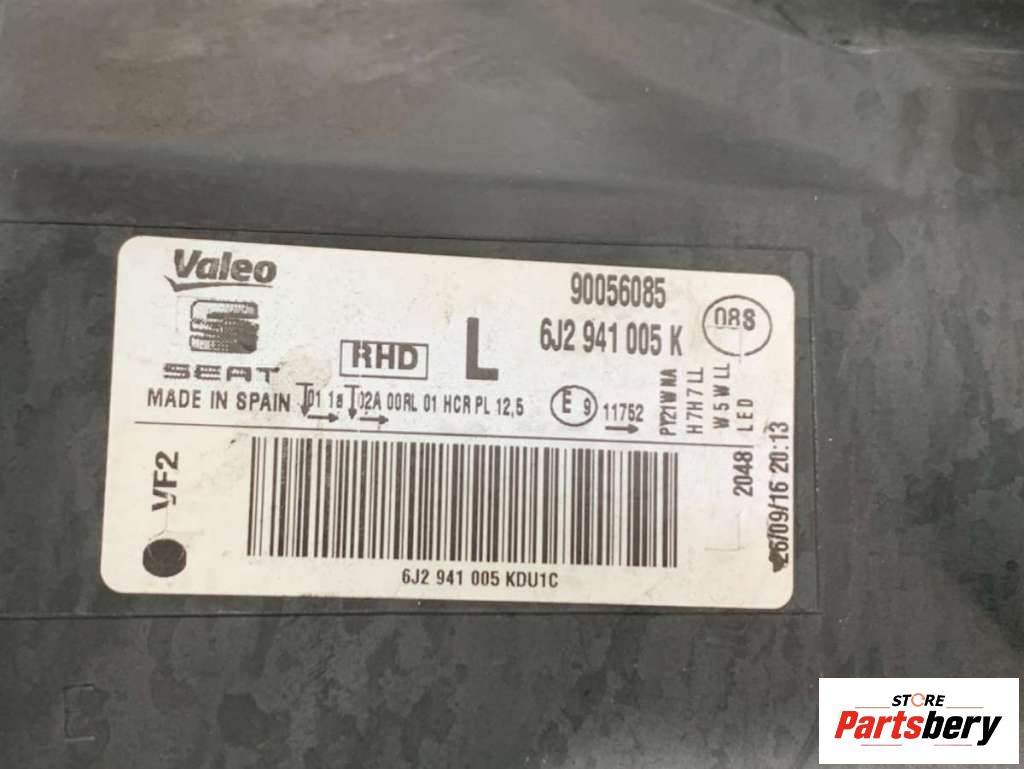 Valeo
SEAT
RHD
L
90056085
6J2 941 005 K
08S
MADE IN SPAIN
01 1a 02A 00RL 01 HCR PL 12,5
E 9 11752
PY21W NA
H7H7 LL
W5W LL
LED
2048
26/09/16 20:13
VF2
6J2 941 005 KDU1C
STORE
Partsbery